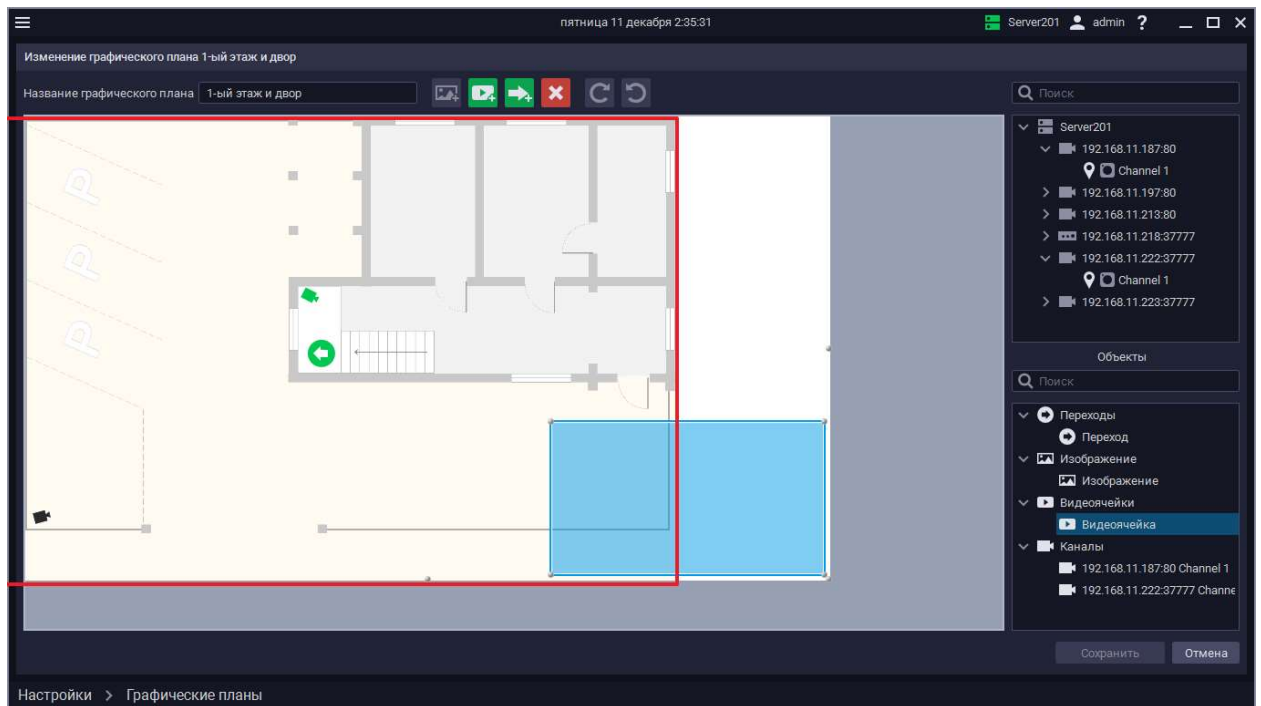 пятница 11 декабря 2:35:31
Server201 admin ?
Изменение графического плана 1-ый этаж и двор
Название графического плана 1-ый этаж и двор
Поиск
Server201
192.168.11.187:80
Channel 1
192.168.11.197:80
192.168.11.213:80
192.168.11.218:37777
192.168.11.222:37777
Channel 1
192.168.11.223:37777
P
P
P
Объекты
Поиск
Переходы
Переход
Изображение
Изображение
Видеоячейки
Видеоячейка
Каналы
192.168.11.187:80 Channel 1
192.168.11.222:37777 Channe
Сохранить Отмена
Настройки > Графические планы